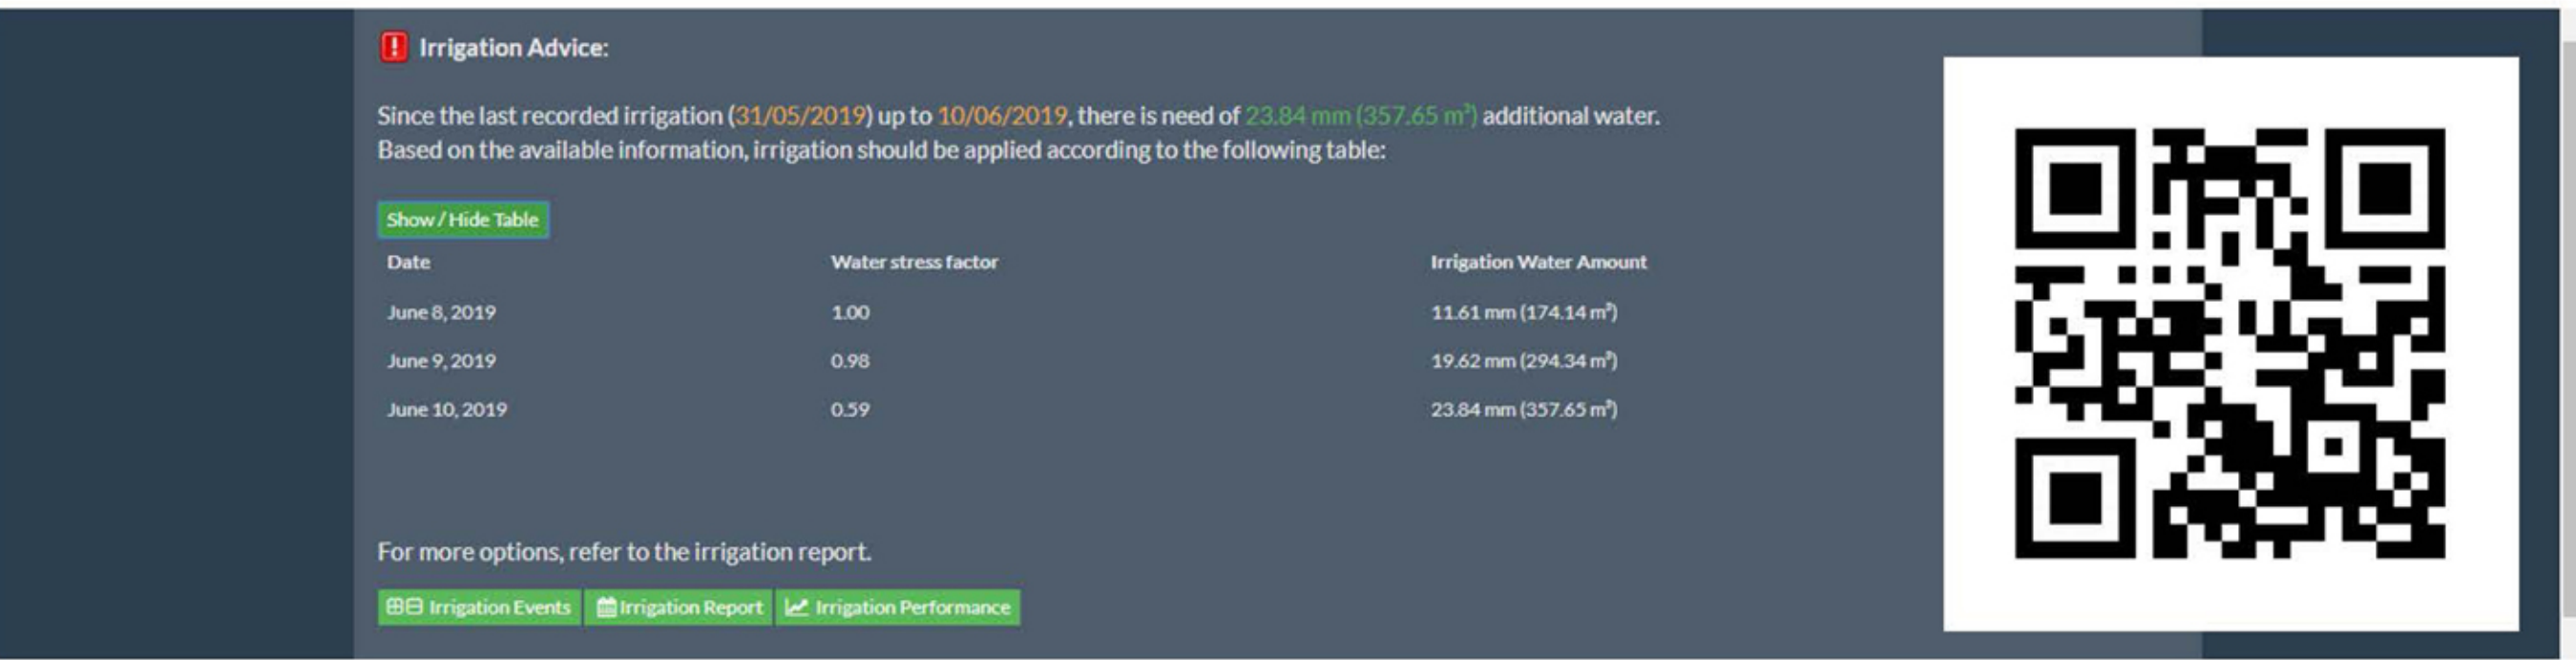 Irrigation Advice:
Since the last recorded irrigation (31/05/2019) up to 10/06/2019, there is need of 23.84 mm (357.65 m³) additional water.
Based on the available information, irrigation should be applied according to the following table:
Show / Hide Table
Date Water stress factor Irrigation Water Amount
June 8, 2019 1.00 11.61 mm (174.14 m³)
June 9, 2019 0.98 19.62 mm (294.34 m³)
June 10, 2019 0.59 23.84 mm (357.65 m³)
For more options, refer to the irrigation report.
Irrigation Events Irrigation Report Irrigation Performance